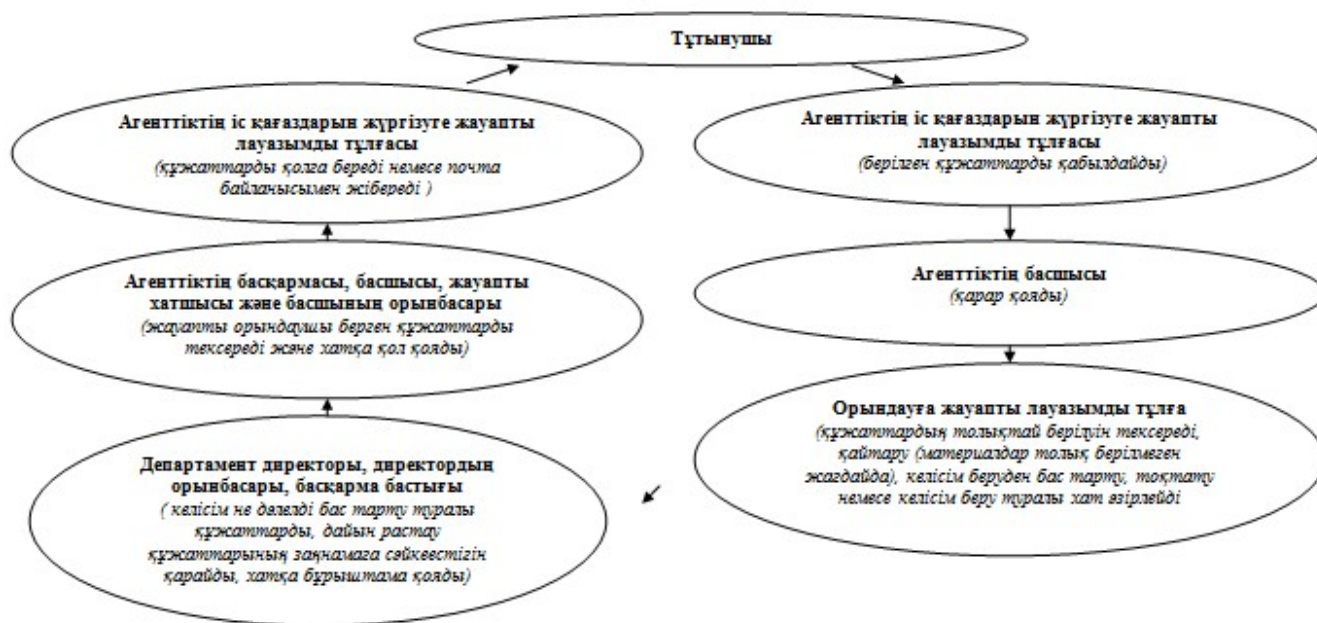 Тұтынушы
Агенттіктің іс қағаздарын жүргізуге жауапты
лауазымды тұлғасы
(құжаттарды қолға береді немесе почта
байланысымен жібереді )
Агенттіктің іс қағаздарын жүргізуге жауапты
лауазымды тұлғасы
(берілген құжаттарды қабылдайды)
Агенттіктің басқармасы, басшысы, жауапты
хатшысы және басшының орынбасары
(жауапты орындаушы берген құжаттарды
тексереді және хатқа қол қояды)
Агенттіктің басшысы
(қарар қояды)
Департамент директоры, директордың
орынбасары, басқарма бастығы
( келісім не дәлелді бас тарту туралы
құжаттарды, дайын растау
құжаттарының заңнамаға сәйкестігін
қарайды, хатқа бұрыштама қояды)
Орындауға жауапты лауазымды тұлға
(құжаттардың толықтай берілуін тексереді,
қайтару (материалдар толық берілмеген
жағдайда), келісім беруден бас тарту, тоқтату
немесе келісім беру туралы хат әзірлейді